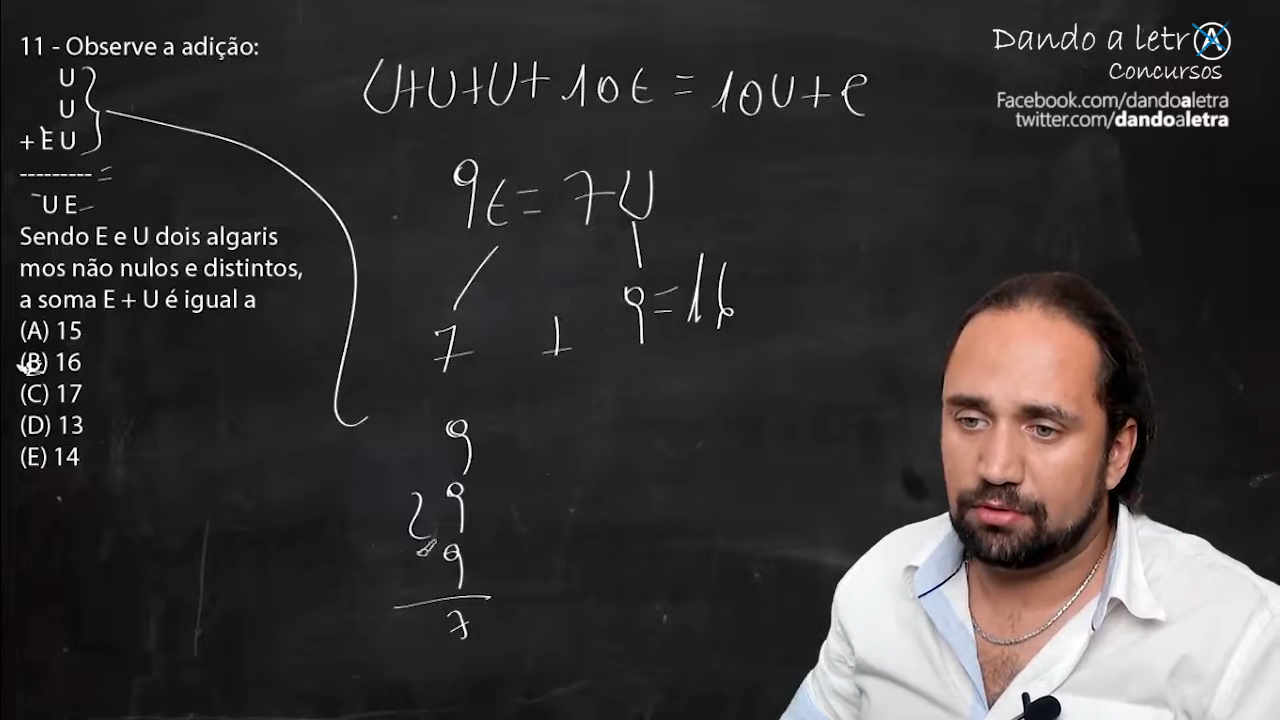 11 - Observe a adição:
U
U
+ E U
--------- =
U E
Sendo E e U dois algaris
mos não nulos e distintos,
a soma E + U é igual a
(A) 15
(B) 16
(C) 17
(D) 13
(E) 14
U+U+U+10E = 10U+E
9E = 7U
9=16
7 +
9
2 9
9
7
Dando a letrA
Concursos
Facebook.com/dandoaletra
twitter.com/dandoaletra